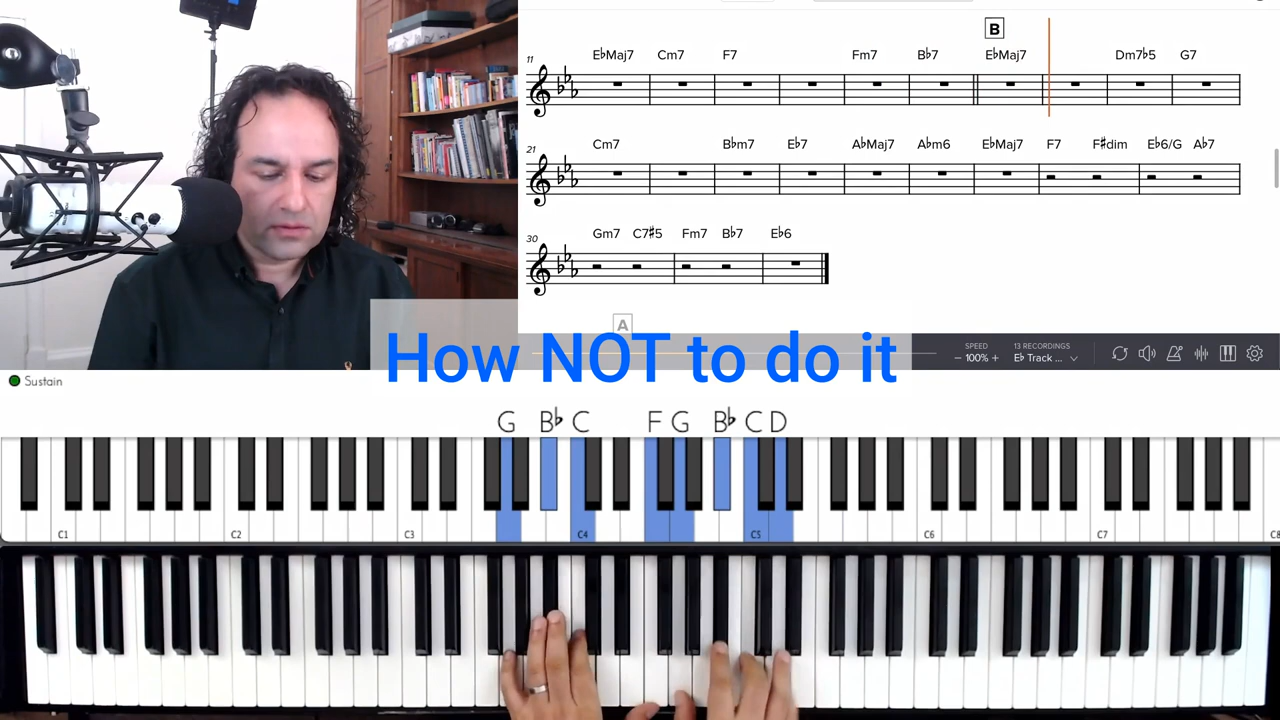 B
11 E♭Maj7 Cm7 F7 Fm7 B♭7 E♭Maj7 Dm7♭5 G7
21 Cm7 B♭m7 E♭7 A♭Maj7 A♭m6 E♭Maj7 F7 F♯dim E♭6/G A♭7
30 Gm7 C7♯5 Fm7 B♭7 E♭6
A
How NOT to do it
SPEED
− 100% +
13 RECORDINGS
E♭ Track ...
Sustain
G B♭ C F G B♭ C D
C1 C2 C3 C4 C5 C6 C7 C8